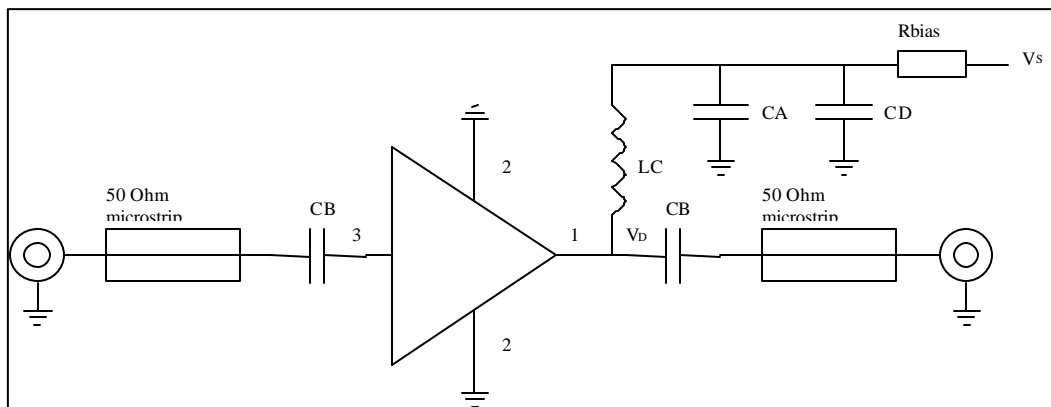 Rbias
VS
CA
CD
2
LC
50 Ohm
microstrip
CB
3
1
VD
CB
50 Ohm
microstrip
2